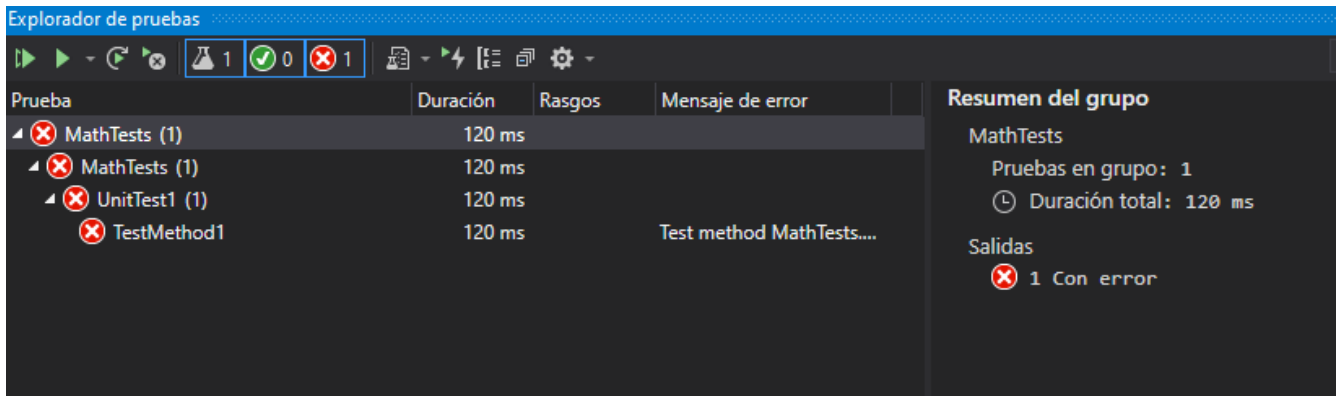 Explorador de pruebas
1 0 1
Prueba Duración Rasgos Mensaje de error
MathTests (1) 120 ms
MathTests (1) 120 ms
UnitTest1 (1) 120 ms
TestMethod1 120 ms Test method MathTests....
Resumen del grupo
MathTests
Pruebas en grupo: 1
Duración total: 120 ms
Salidas
1 Con error